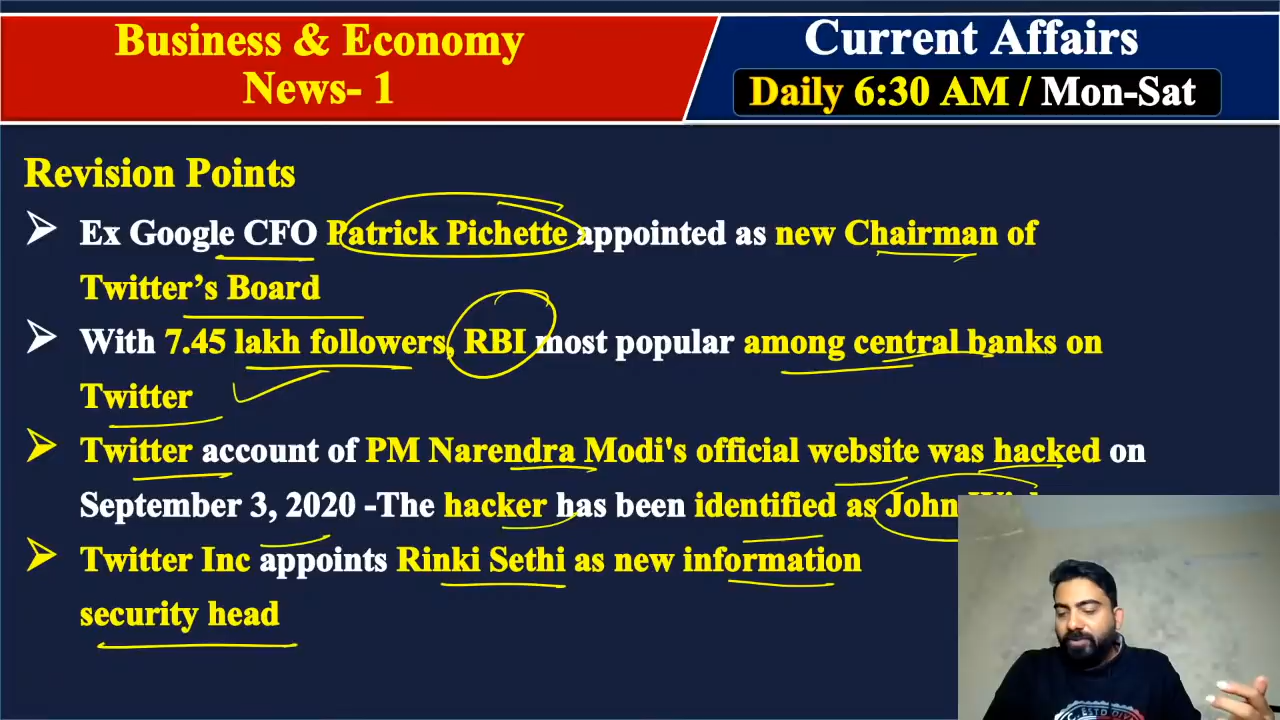 Business & Economy
News- 1
Current Affairs
Daily 6:30 AM / Mon-Sat
Revision Points
Ex Google CFO Patrick Pichette appointed as new Chairman of
Twitter’s Board
With 7.45 lakh followers, RBI most popular among central banks on
Twitter
Twitter account of PM Narendra Modi's official website was hacked on
September 3, 2020 -The hacker has been identified as John
Twitter Inc appoints Rinki Sethi as new information
security head